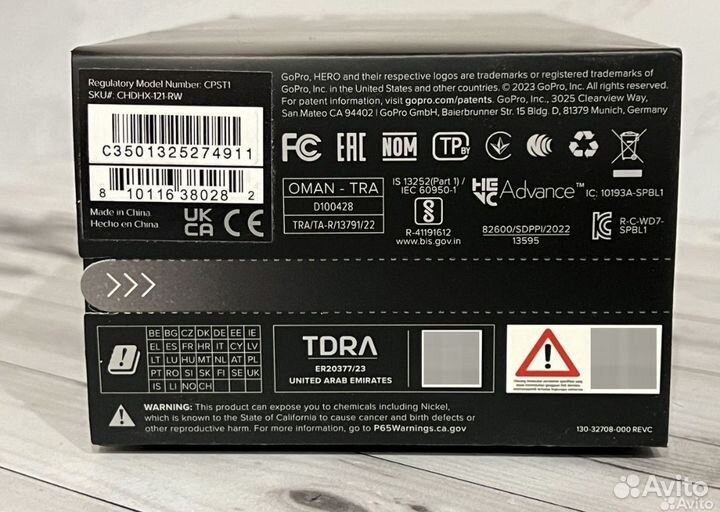 Regulatory Model Number: CPST1
SKU#: CHDHX-121-RW
C3501325274911
8 10116 38028 2
Made in China
Hecho en China
UK
CA CE
GoPro, HERO and their respective logos are trademarks or registered trademarks of
GoPro, Inc. in the United States and other countries. © 2023 GoPro, Inc. All rights reserved.
For patent information, visit gopro.com/patents. GoPro, Inc., 3025 Clearview Way,
San Mateo CA 94402 | GoPro GmbH, Baierbrunner Str. 15 Bldg. D, 81379 Munich, Germany
FC EAC NOM TP BY
OMAN - TRA
D100428
TRA/TA-R/13791/22
IS 13252(Part 1) /
IEC 60950-1
R-41191612
www.bis.gov.in
HEVC Advance™
IC: 10193A-SPBL1
82600/SDPPI/2022
13595
R-C-WD7-
SPBL1
BE BG CZ DK DE EE IE
EL ES FR HR IT CY LV
LT LU HU MT NL AT PL
PT RO SI SK FI SE UK
IS LI NO CH
TDRA
ER20377/23
UNITED ARAB EMIRATES
WARNING: This product can expose you to chemicals including Nickel,
which is known to the State of California to cause cancer and birth defects or
other reproductive harm. For more information, go to P65Warnings.ca.gov
130-32708-000 REVC
Avito
Avito